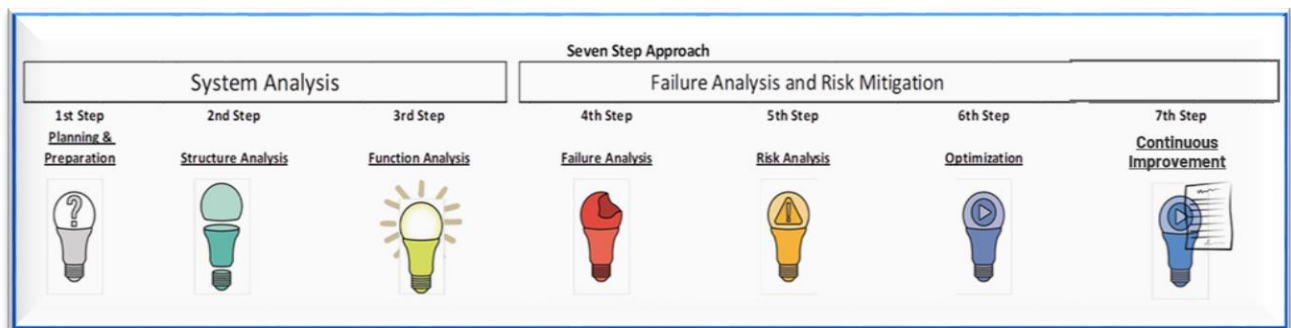 Seven Step Approach
System Analysis
Failure Analysis and Risk Mitigation
1st Step
2nd Step
3rd Step
4th Step
5th Step
6th Step
7th Step
Planning &
Preparation
Structure Analysis
Function Analysis
Failure Analysis
Risk Analysis
Optimization
Continuous
Improvement
?
!